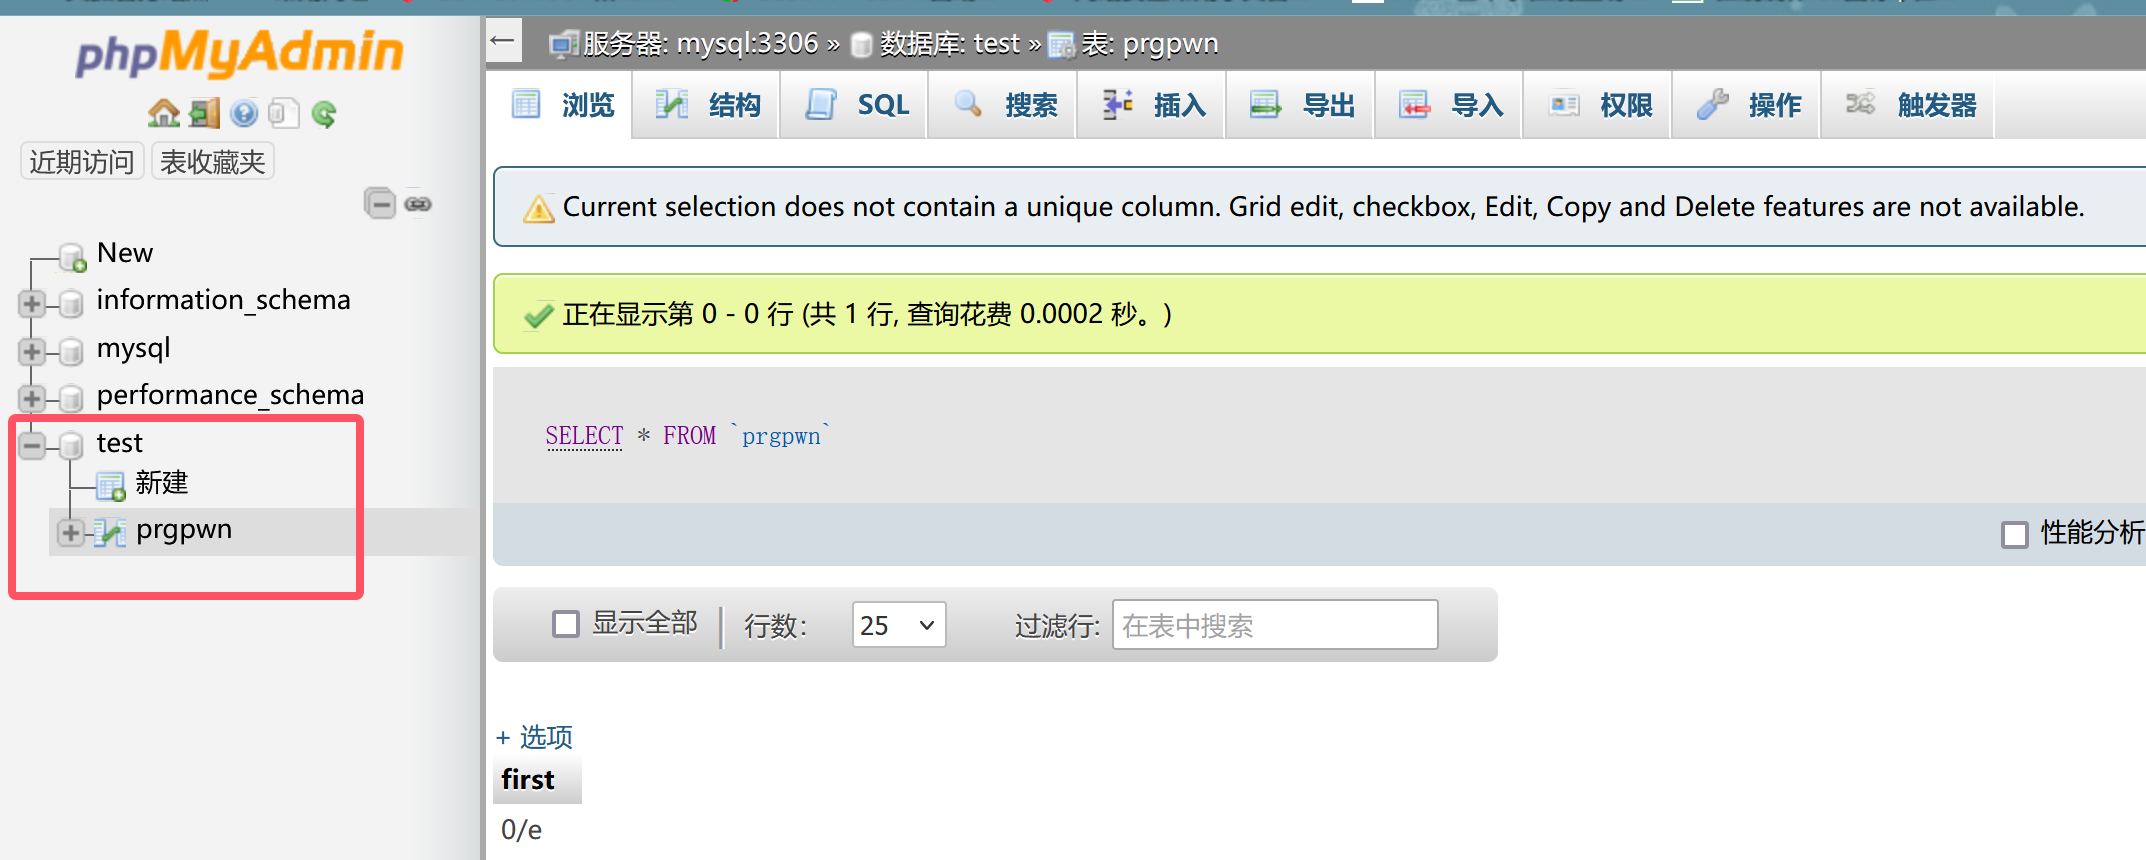 phpMyAdmin
近期访问 表收藏夹
New
information_schema
mysql
performance_schema
test
新建
prgpwn
← 服务器: mysql:3306 » 数据库: test » 表: prgpwn
浏览 结构 SQL 搜索 插入 导出 导入 权限 操作 触发器
Current selection does not contain a unique column. Grid edit, checkbox, Edit, Copy and Delete features are not available.
正在显示第 0 - 0 行 (共 1 行, 查询花费 0.0002 秒。)
SELECT * FROM `prgpwn`
性能分析
显示全部 行数: 25 过滤行: 在表中搜索
+ 选项
first
0/e